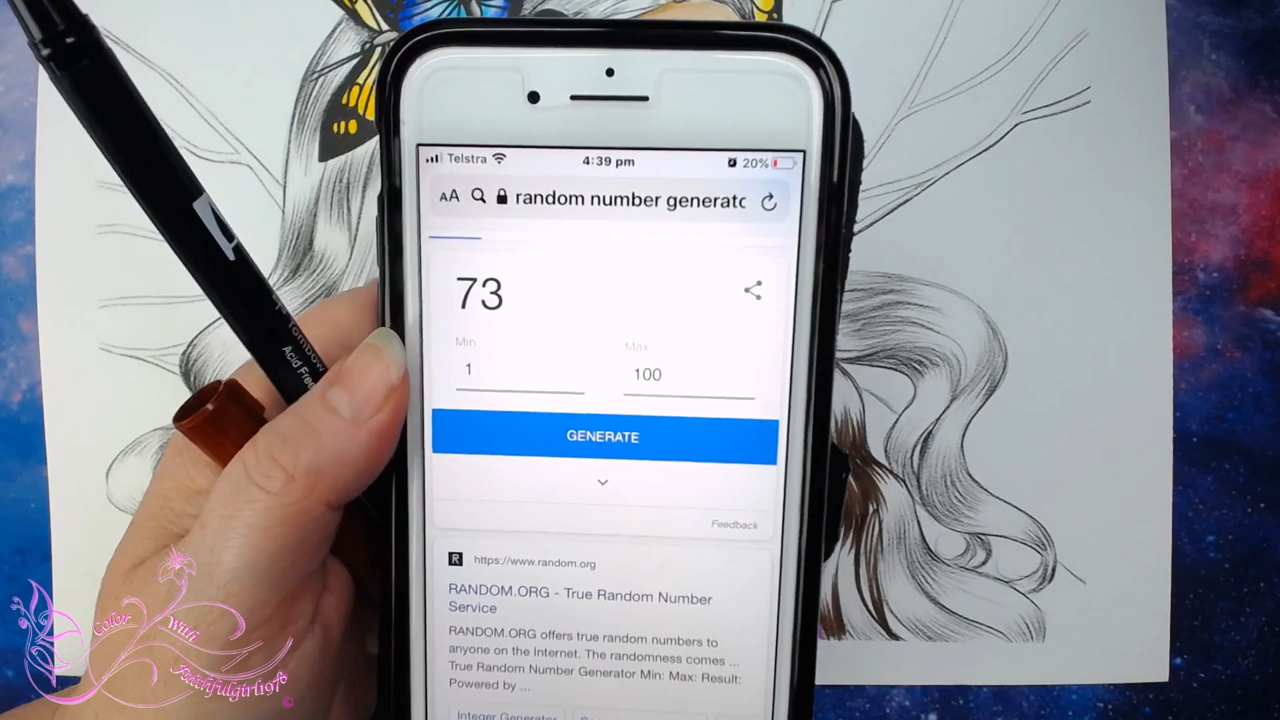 Telstra 4:39 pm 20%
AA random number generato
73
Min Max
1 100
GENERATE
Feedback
R https://www.random.org
RANDOM.ORG - True Random Number
Service
RANDOM.ORG offers true random numbers to
anyone on the Internet. The randomness comes ...
True Random Number Generator Min: Max: Result:
Powered by ...
Integer Generator
Tombow
Acid Free
Color With
Faithfulgirl1978
©